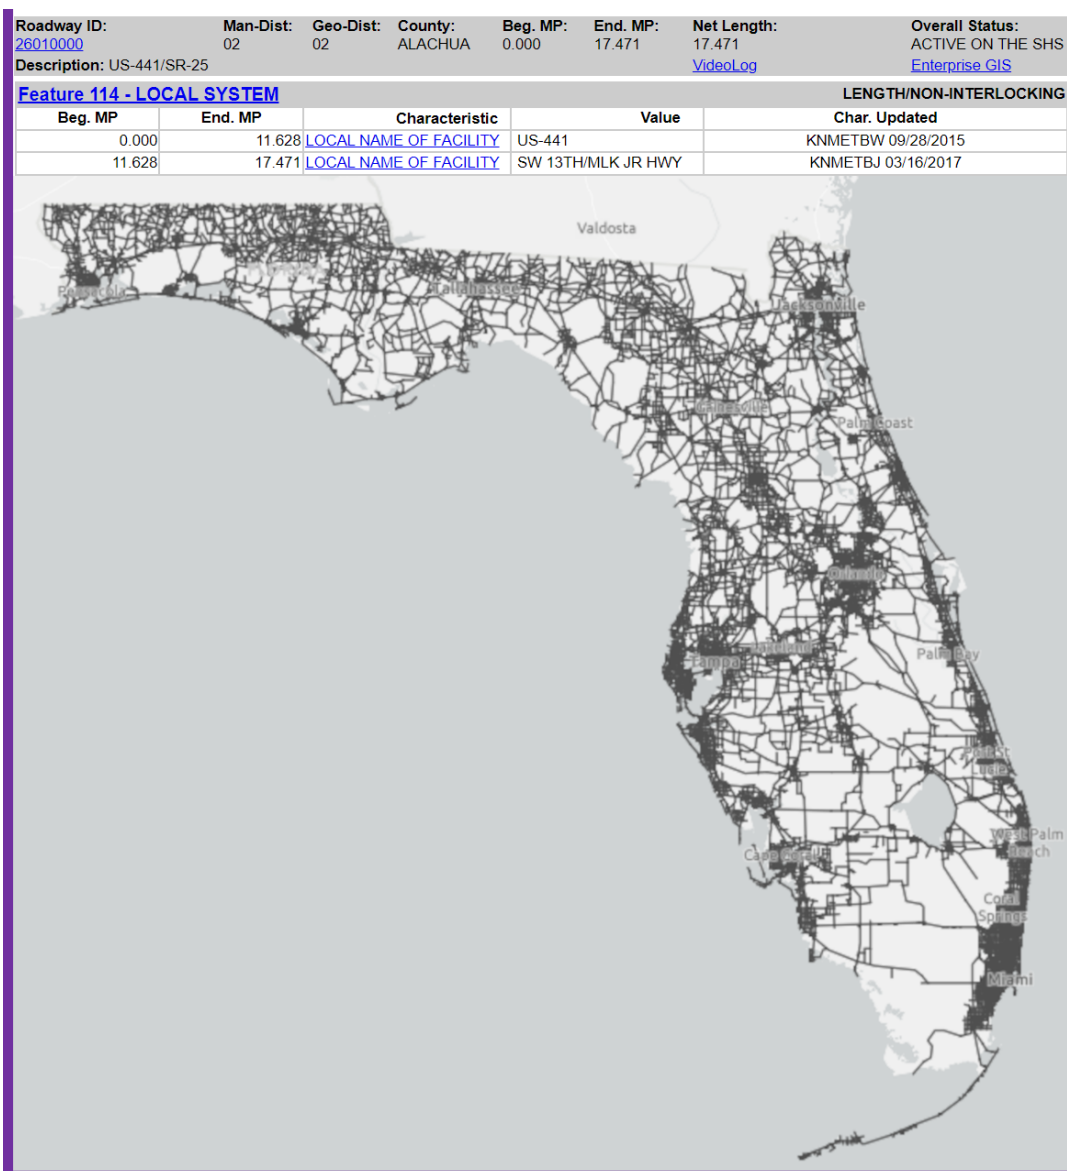 Roadway ID: Man-Dist: Geo-Dist: County: Beg. MP: End. MP: Net Length: Overall Status:
26010000 02 02 ALACHUA 0.000 17.471 17.471 ACTIVE ON THE SHS
Description: US-441/SR-25 VideoLog Enterprise GIS
Feature 114 - LOCAL SYSTEM LENGTH/NON-INTERLOCKING
Beg. MP End. MP Characteristic Value Char. Updated
0.000 11.628 LOCAL NAME OF FACILITY US-441 KNMETBW 09/28/2015
11.628 17.471 LOCAL NAME OF FACILITY SW 13TH/MLK JR HWY KNMETBJ 03/16/2017
Valdosta
Pensacola
Tallahassee
Jacksonville
Gainesville
Palm Coast
Orlando
Lakeland
Palm Bay
Tampa
Port St
Lucie
West Palm
Beach
Cape Coral
Coral
Springs
Miami